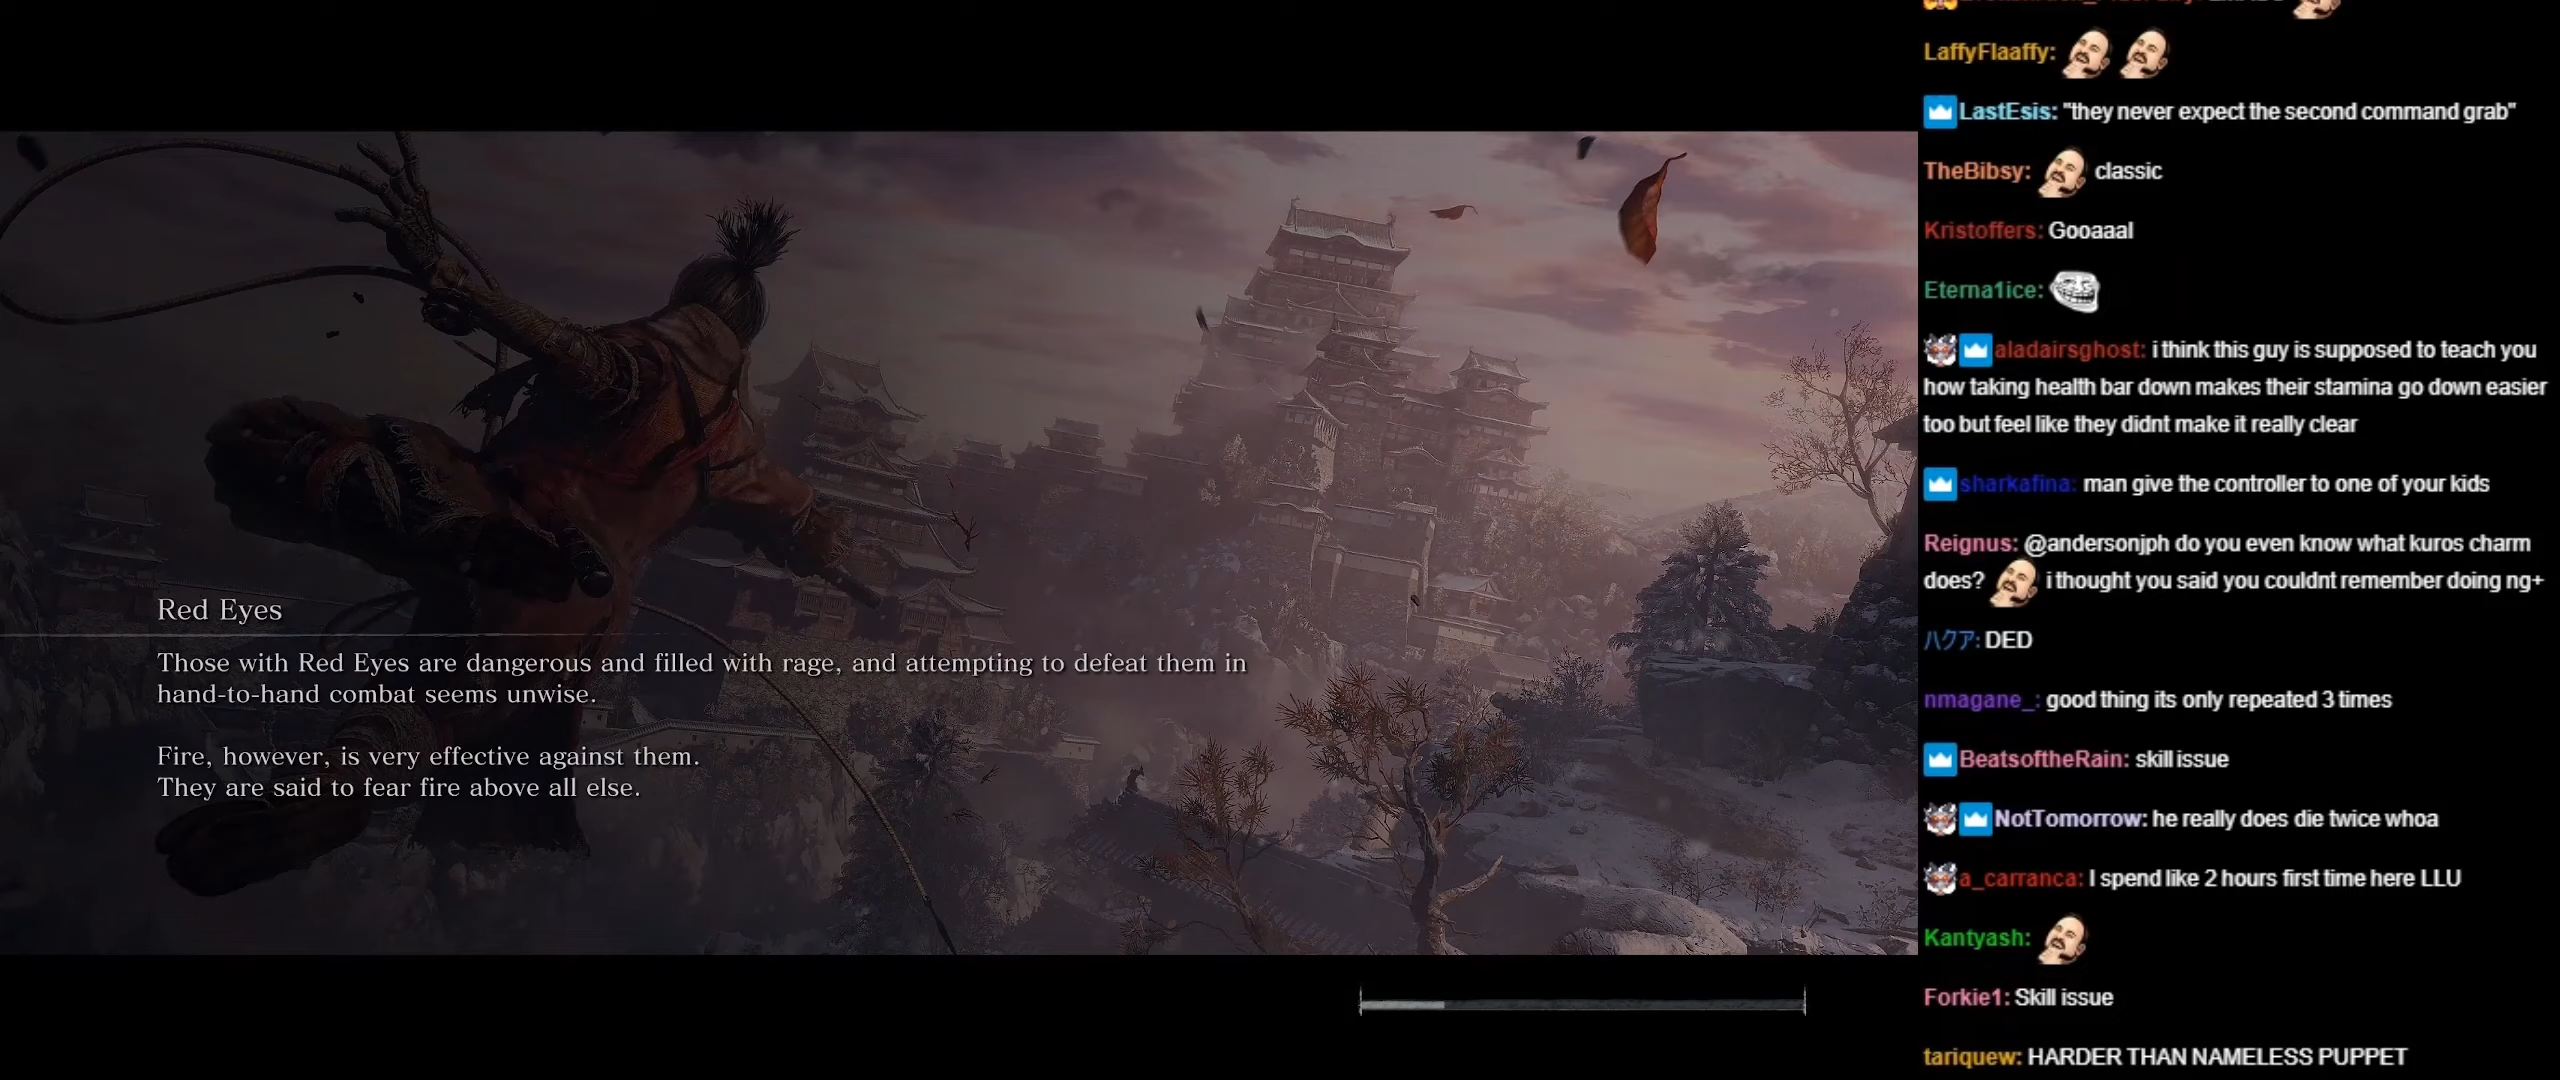 Red Eyes
Those with Red Eyes are dangerous and filled with rage, and attempting to defeat them in
hand-to-hand combat seems unwise.
Fire, however, is very effective against them.
They are said to fear fire above all else.
LaffyFlaaffy:
LastEsis: "they never expect the second command grab"
TheBibsy: classic
Kristoffers: Gooaaal
Eterna1ice:
aladairsghost: i think this guy is supposed to teach you
how taking health bar down makes their stamina go down easier
too but feel like they didnt make it really clear
sharkafina: man give the controller to one of your kids
Reignus: @andersonjph do you even know what kuros charm
does? i thought you said you couldnt remember doing ng+
ハクア: DED
nmagane_: good thing its only repeated 3 times
BeatsoftheRain: skill issue
NotTomorrow: he really does die twice whoa
a_carranca: I spend like 2 hours first time here LLU
Kantyash:
Forkie1: Skill issue
tariquew: HARDER THAN NAMELESS PUPPET